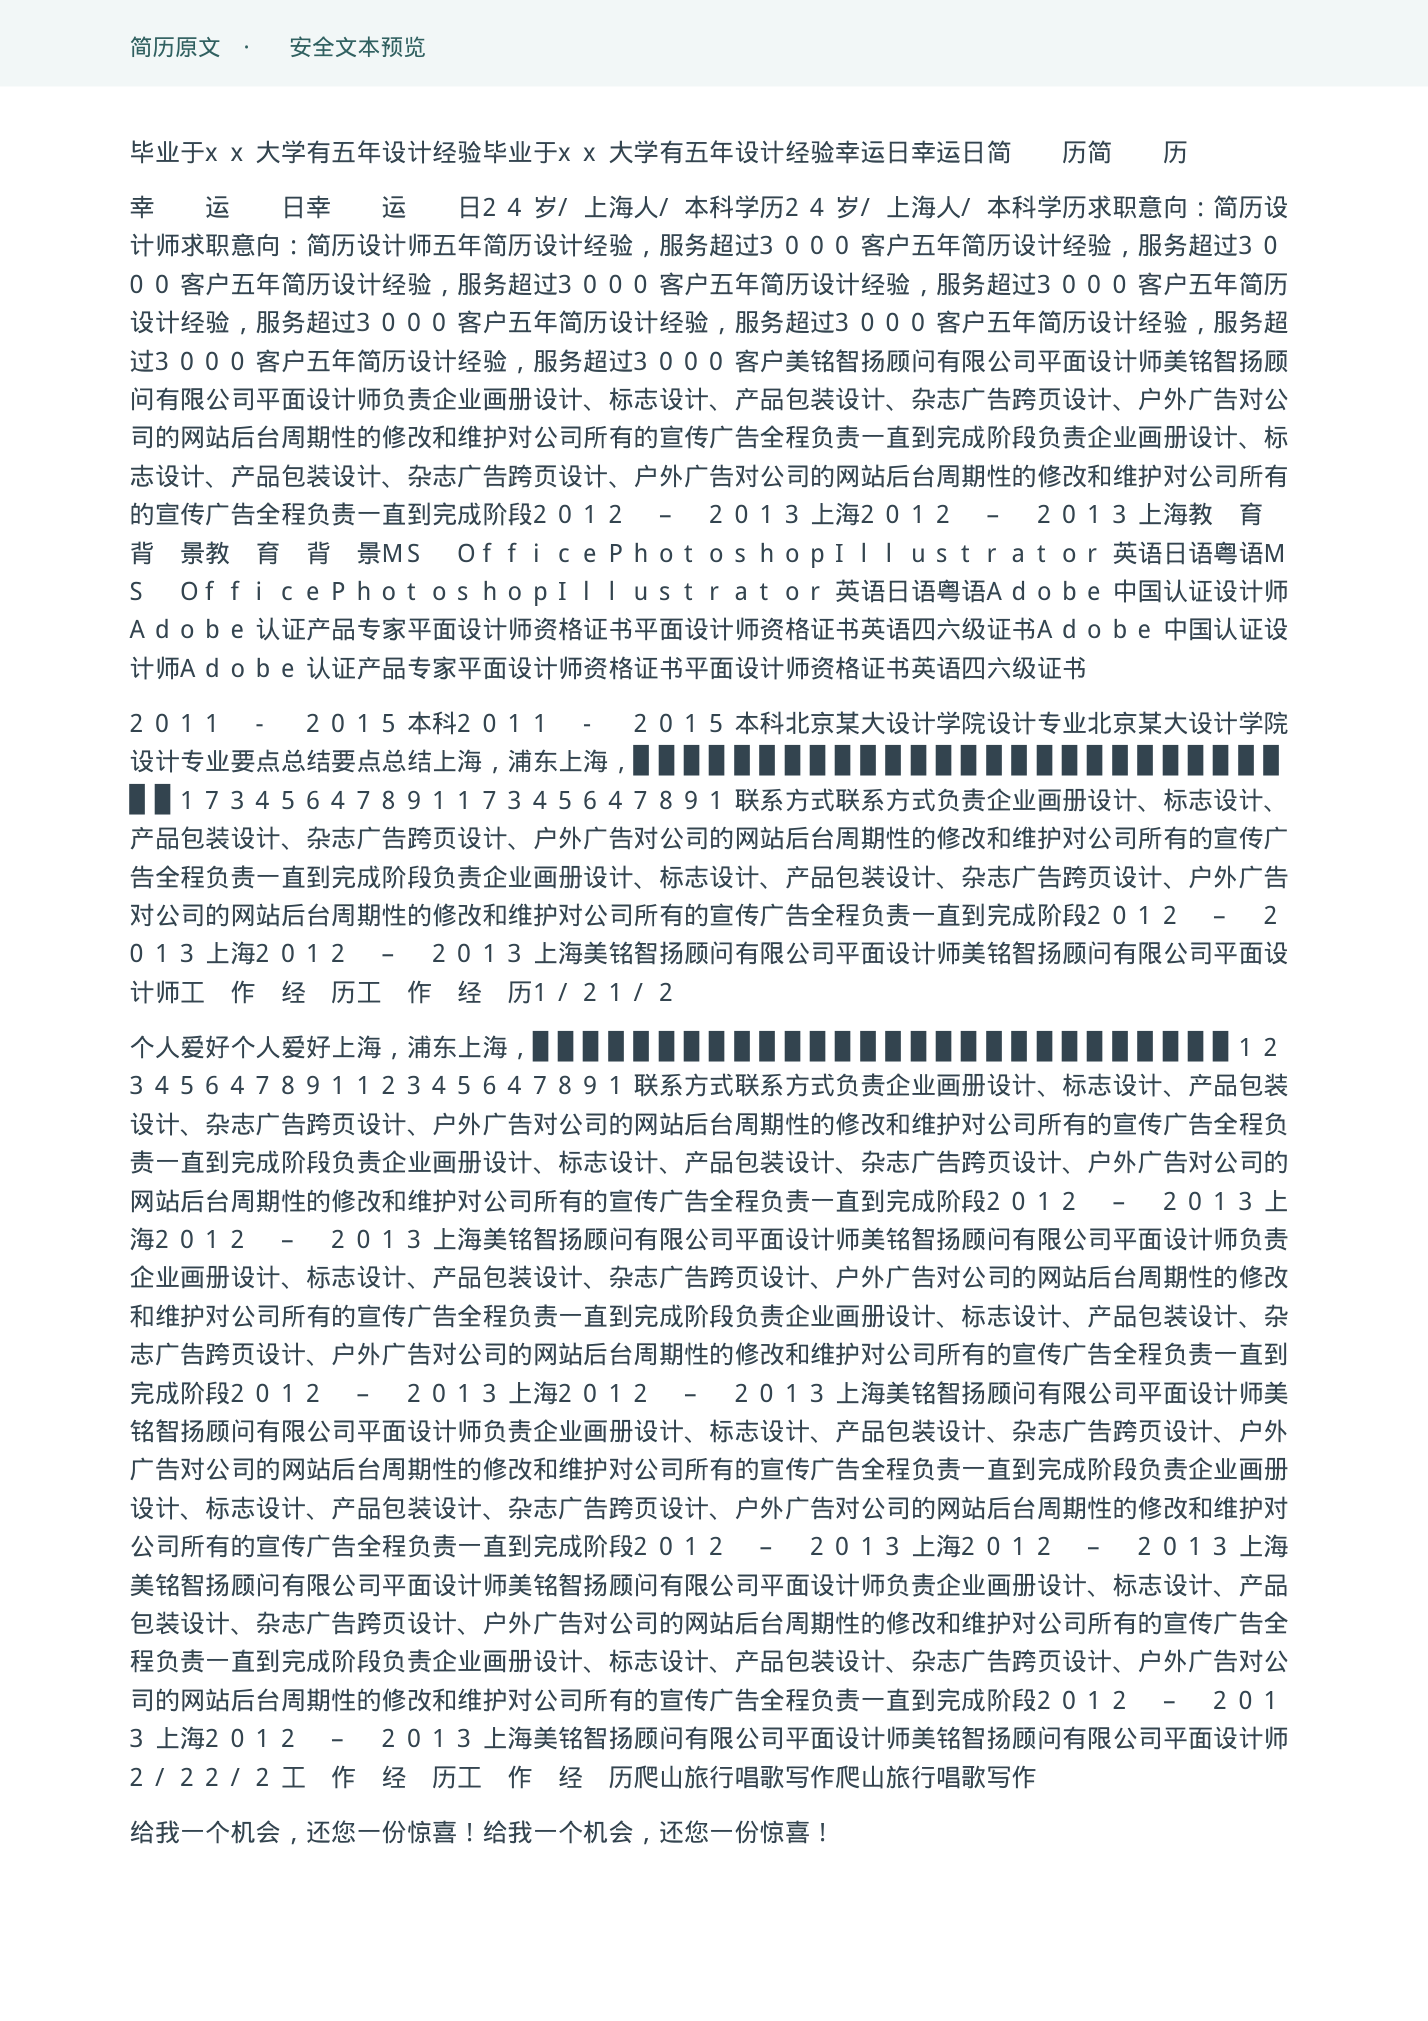 简历原文 · 安全文本预览
毕业于xx大学有五年设计经验毕业于xx大学有五年设计经验幸运日幸运日简　　历简　　历
幸　　运　　日幸　　运　　日24岁/上海人/本科学历24岁/上海人/本科学历求职意向:简历设
计师求职意向:简历设计师五年简历设计经验,服务超过3000客户五年简历设计经验,服务超过30
00客户五年简历设计经验,服务超过3000客户五年简历设计经验,服务超过3000客户五年简历
设计经验,服务超过3000客户五年简历设计经验,服务超过3000客户五年简历设计经验,服务超
过3000客户五年简历设计经验,服务超过3000客户美铭智扬顾问有限公司平面设计师美铭智扬顾
问有限公司平面设计师负责企业画册设计、标志设计、产品包装设计、杂志广告跨页设计、户外广告对公
司的网站后台周期性的修改和维护对公司所有的宣传广告全程负责一直到完成阶段负责企业画册设计、标
志设计、产品包装设计、杂志广告跨页设计、户外广告对公司的网站后台周期性的修改和维护对公司所有
的宣传广告全程负责一直到完成阶段2012 – 2013上海2012 – 2013上海教　育
背　景教　育　背　景MS OfficePhotoshopIllustrator英语日语粤语M
S OfficePhotoshopIllustrator英语日语粤语Adobe中国认证设计师
Adobe认证产品专家平面设计师资格证书平面设计师资格证书英语四六级证书Adobe中国认证设
计师Adobe认证产品专家平面设计师资格证书平面设计师资格证书英语四六级证书
2011 - 2015本科2011 - 2015本科北京某大设计学院设计专业北京某大设计学院
设计专业要点总结要点总结上海,浦东上海,██████████████████████████
██1734564789117345647891联系方式联系方式负责企业画册设计、标志设计、
产品包装设计、杂志广告跨页设计、户外广告对公司的网站后台周期性的修改和维护对公司所有的宣传广
告全程负责一直到完成阶段负责企业画册设计、标志设计、产品包装设计、杂志广告跨页设计、户外广告
对公司的网站后台周期性的修改和维护对公司所有的宣传广告全程负责一直到完成阶段2012 – 2
013上海2012 – 2013上海美铭智扬顾问有限公司平面设计师美铭智扬顾问有限公司平面设
计师工　作　经　历工　作　经　历1/21/2
个人爱好个人爱好上海,浦东上海,████████████████████████████12
34564789112345647891联系方式联系方式负责企业画册设计、标志设计、产品包装
设计、杂志广告跨页设计、户外广告对公司的网站后台周期性的修改和维护对公司所有的宣传广告全程负
责一直到完成阶段负责企业画册设计、标志设计、产品包装设计、杂志广告跨页设计、户外广告对公司的
网站后台周期性的修改和维护对公司所有的宣传广告全程负责一直到完成阶段2012 – 2013上
海2012 – 2013上海美铭智扬顾问有限公司平面设计师美铭智扬顾问有限公司平面设计师负责
企业画册设计、标志设计、产品包装设计、杂志广告跨页设计、户外广告对公司的网站后台周期性的修改
和维护对公司所有的宣传广告全程负责一直到完成阶段负责企业画册设计、标志设计、产品包装设计、杂
志广告跨页设计、户外广告对公司的网站后台周期性的修改和维护对公司所有的宣传广告全程负责一直到
完成阶段2012 – 2013上海2012 – 2013上海美铭智扬顾问有限公司平面设计师美
铭智扬顾问有限公司平面设计师负责企业画册设计、标志设计、产品包装设计、杂志广告跨页设计、户外
广告对公司的网站后台周期性的修改和维护对公司所有的宣传广告全程负责一直到完成阶段负责企业画册
设计、标志设计、产品包装设计、杂志广告跨页设计、户外广告对公司的网站后台周期性的修改和维护对
公司所有的宣传广告全程负责一直到完成阶段2012 – 2013上海2012 – 2013上海
美铭智扬顾问有限公司平面设计师美铭智扬顾问有限公司平面设计师负责企业画册设计、标志设计、产品
包装设计、杂志广告跨页设计、户外广告对公司的网站后台周期性的修改和维护对公司所有的宣传广告全
程负责一直到完成阶段负责企业画册设计、标志设计、产品包装设计、杂志广告跨页设计、户外广告对公
司的网站后台周期性的修改和维护对公司所有的宣传广告全程负责一直到完成阶段2012 – 201
3上海2012 – 2013上海美铭智扬顾问有限公司平面设计师美铭智扬顾问有限公司平面设计师
2/22/2工　作　经　历工　作　经　历爬山旅行唱歌写作爬山旅行唱歌写作
给我一个机会,还您一份惊喜!给我一个机会,还您一份惊喜!